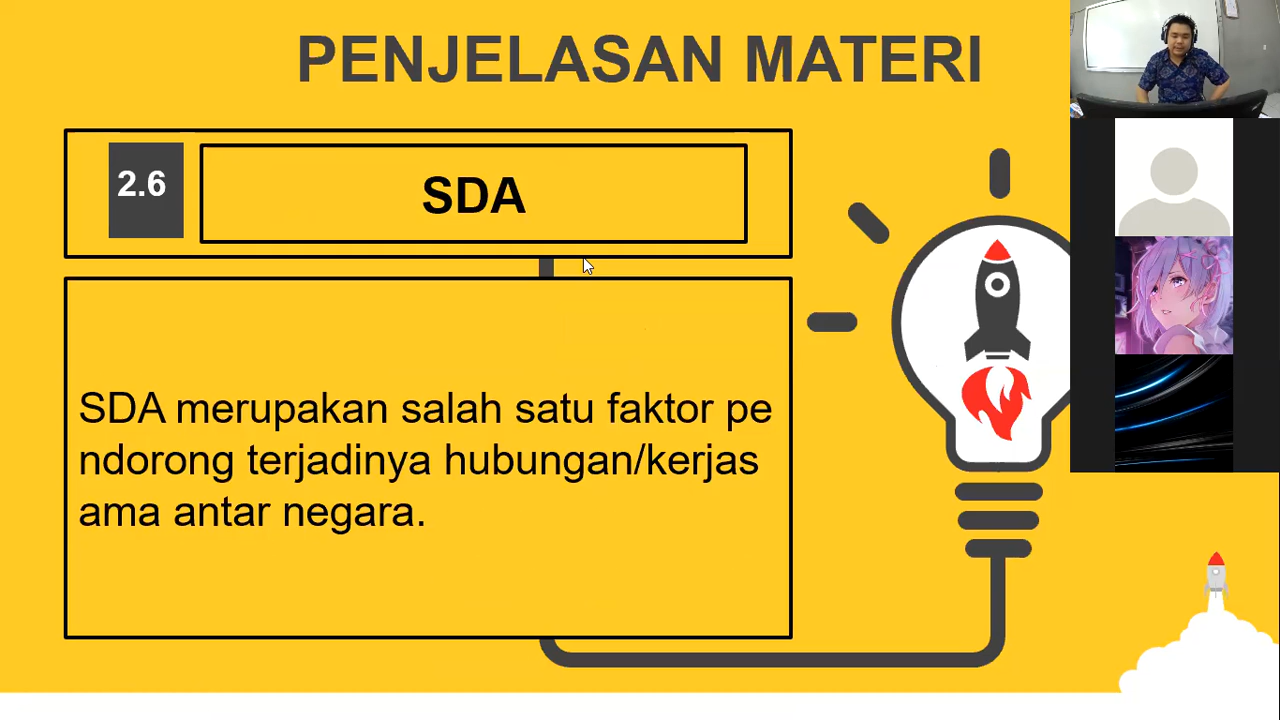 PENJELASAN MATERI
2.6
SDA
SDA merupakan salah satu faktor pe
ndorong terjadinya hubungan/kerjas
ama antar negara.